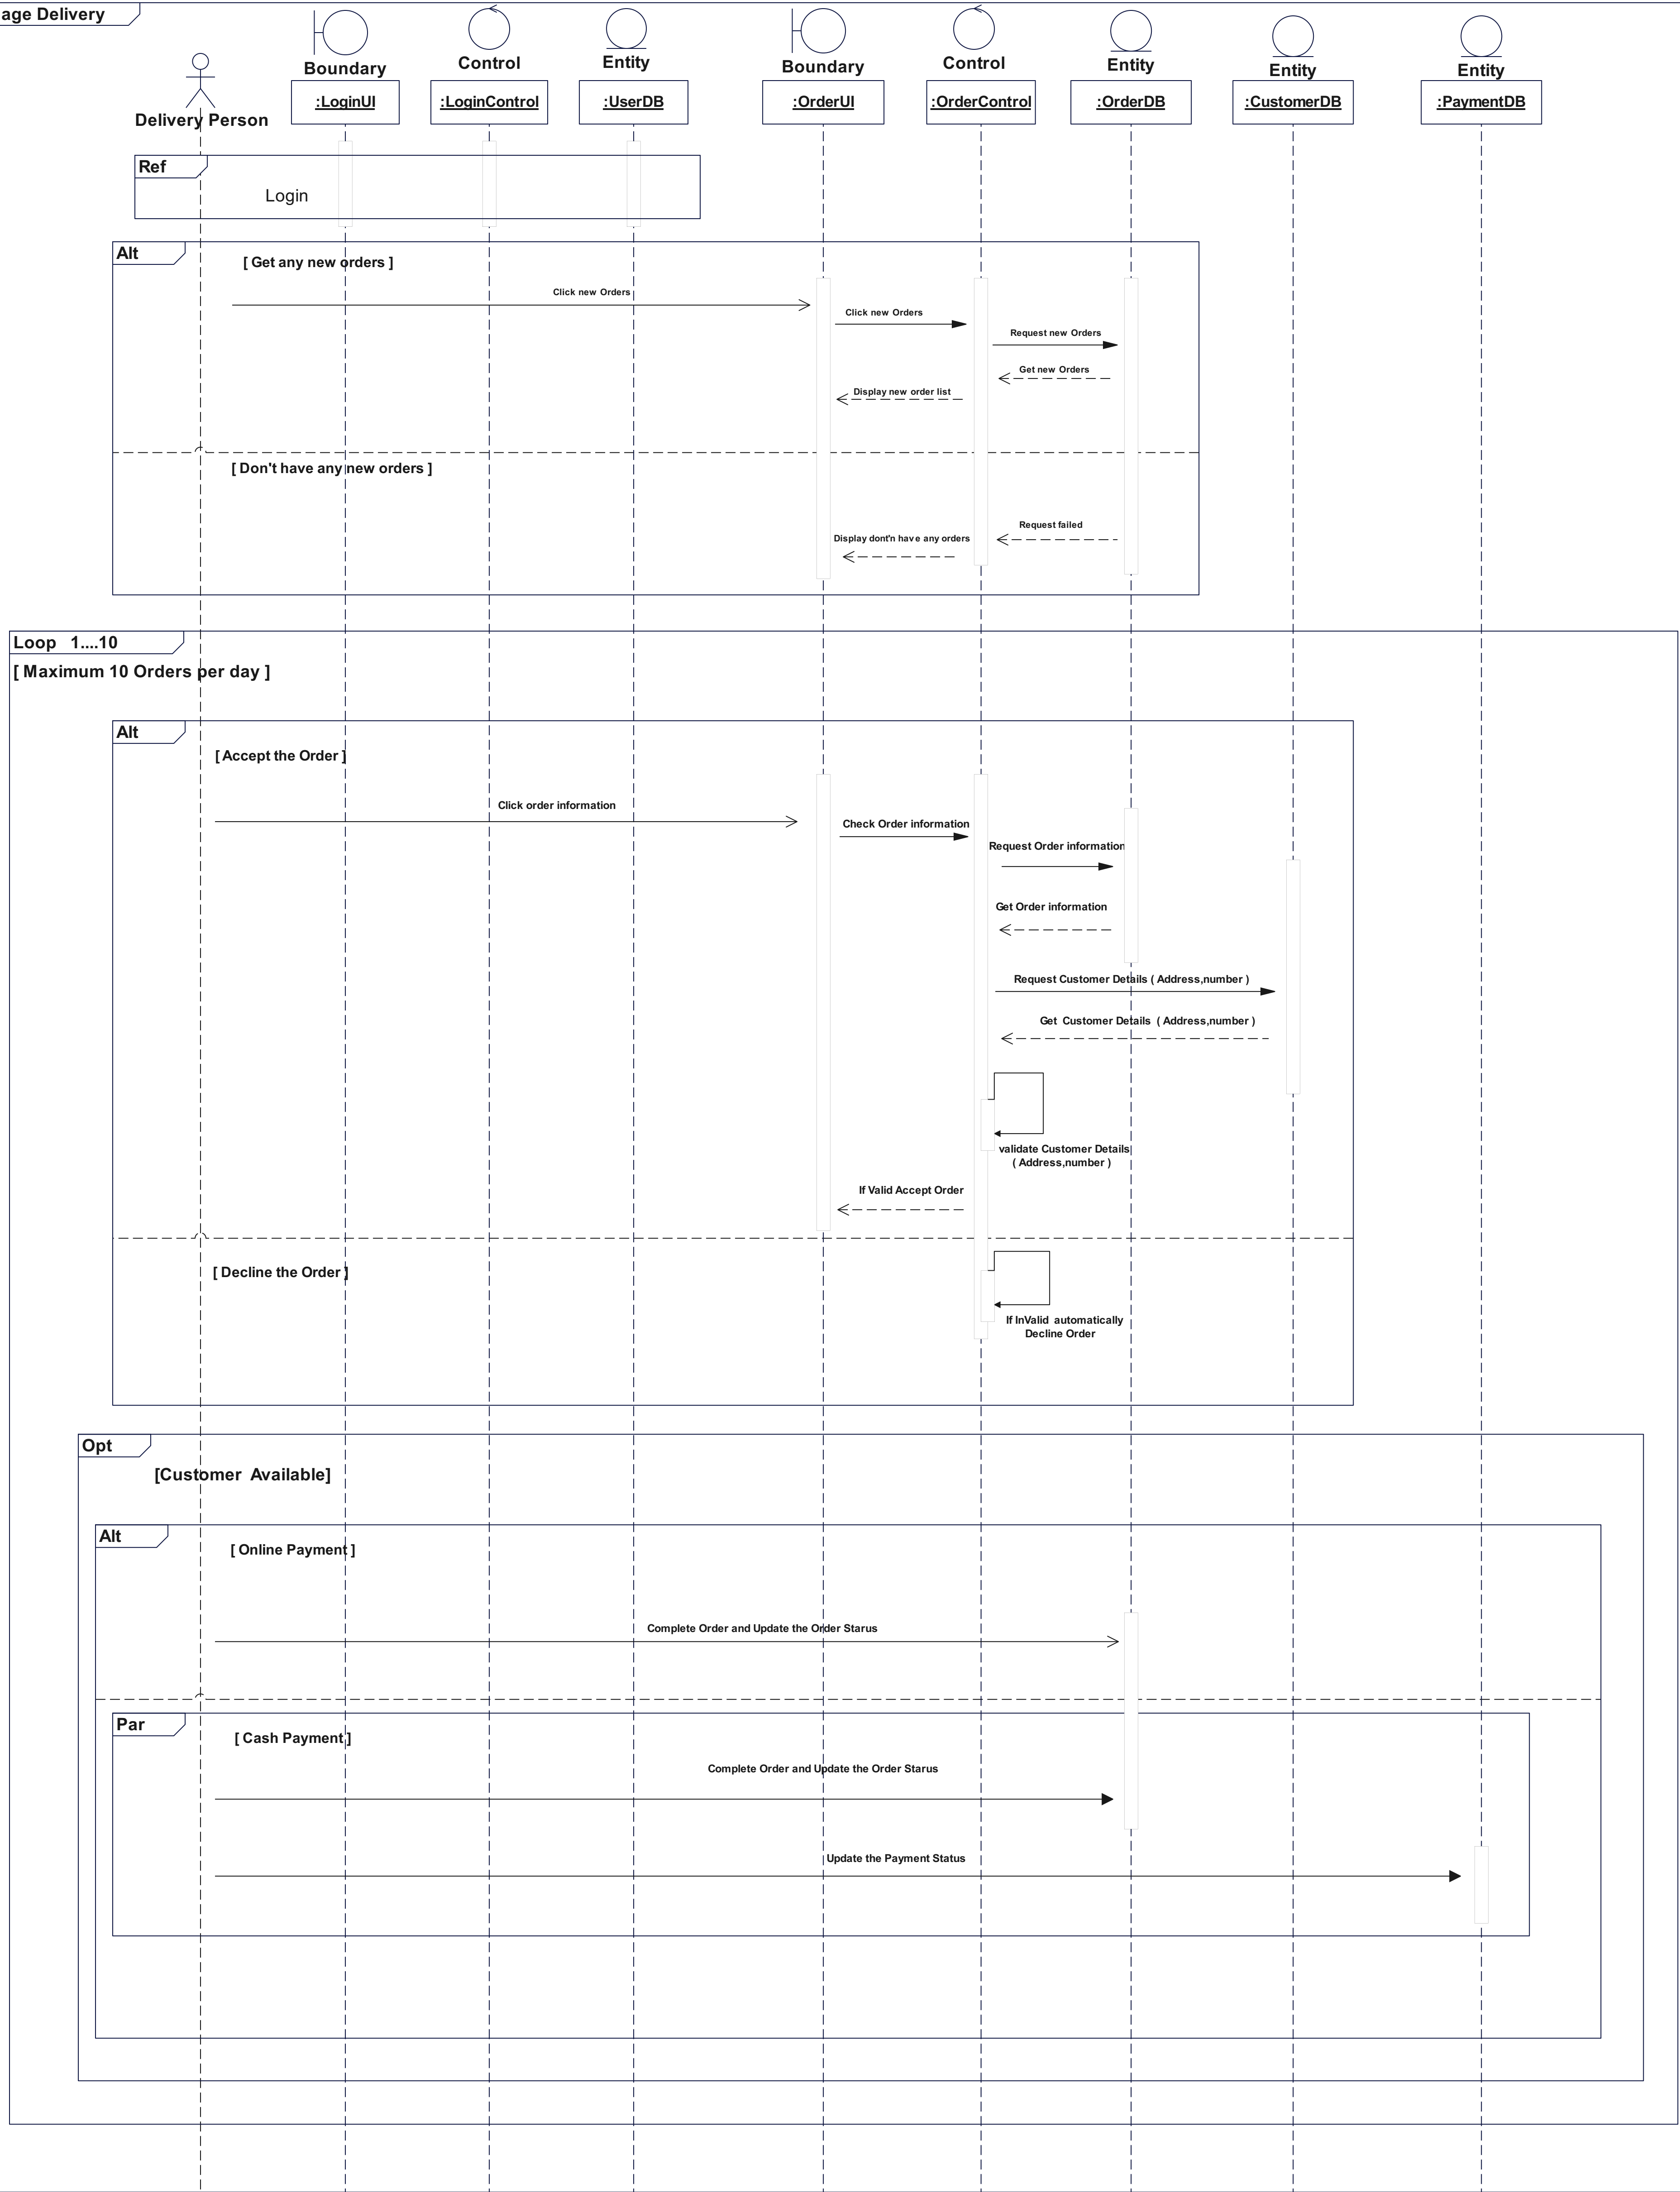 age Delivery
Boundary
Control
Entity
Boundary
Control
Entity
Entity
Entity
:LoginUI
:LoginControl
:UserDB
:OrderUI
:OrderControl
:OrderDB
:CustomerDB
:PaymentDB
Delivery Person
Ref
Login
Alt
[ Get any new orders ]
Click new Orders
Click new Orders
Request new Orders
Get new Orders
Display new order list
[ Don't have any new orders ]
Request failed
Display dont'n have any orders
Loop 1....10
[ Maximum 10 Orders per day ]
Alt
[ Accept the Order ]
Click order information
Check Order information
Request Order information
Get Order information
Request Customer Details ( Address,number )
Get Customer Details ( Address,number )
validate Customer Details
( Address,number )
If Valid Accept Order
[ Decline the Order ]
If InValid automatically
Decline Order
Opt
[Customer Available]
Alt
[ Online Payment ]
Complete Order and Update the Order Starus
Par
[ Cash Payment ]
Complete Order and Update the Order Starus
Update the Payment Status